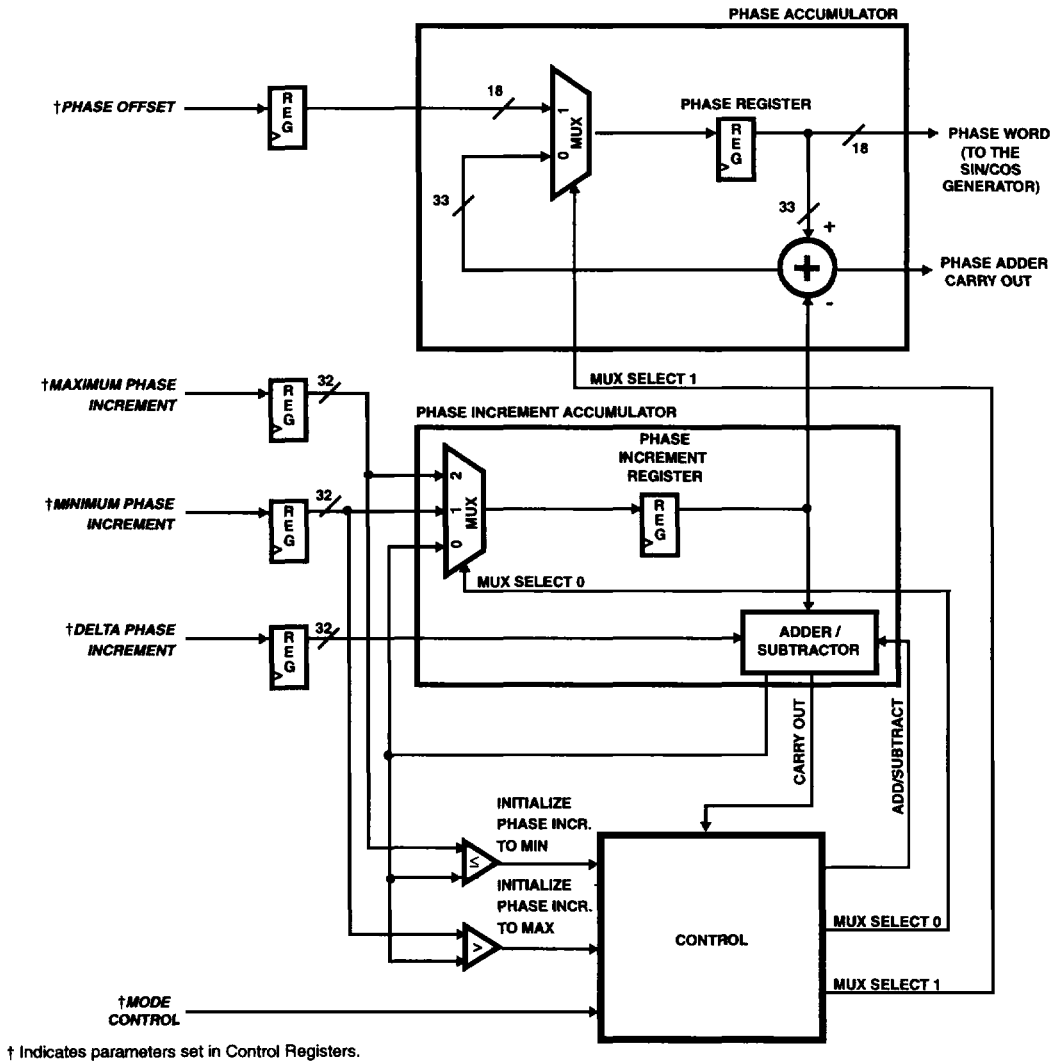 PHASE ACCUMULATOR
†PHASE OFFSET
REG
18
1
MUX
0
PHASE REGISTER
REG
18
PHASE WORD
(TO THE
SIN/COS
GENERATOR)
33
33
+
+
-
PHASE ADDER
CARRY OUT
MUX SELECT 1
†MAXIMUM PHASE
INCREMENT
REG
32
PHASE INCREMENT ACCUMULATOR
PHASE
INCREMENT
REGISTER
2
1
0
MUX
REG
†MINIMUM PHASE
INCREMENT
REG
32
MUX SELECT 0
†DELTA PHASE
INCREMENT
REG
32
ADDER /
SUBTRACTOR
CARRY OUT
ADD/SUBTRACT
INITIALIZE
PHASE INCR.
TO MIN
≤
INITIALIZE
PHASE INCR.
TO MAX
>
CONTROL
MUX SELECT 0
MUX SELECT 1
†MODE
CONTROL
† Indicates parameters set in Control Registers.